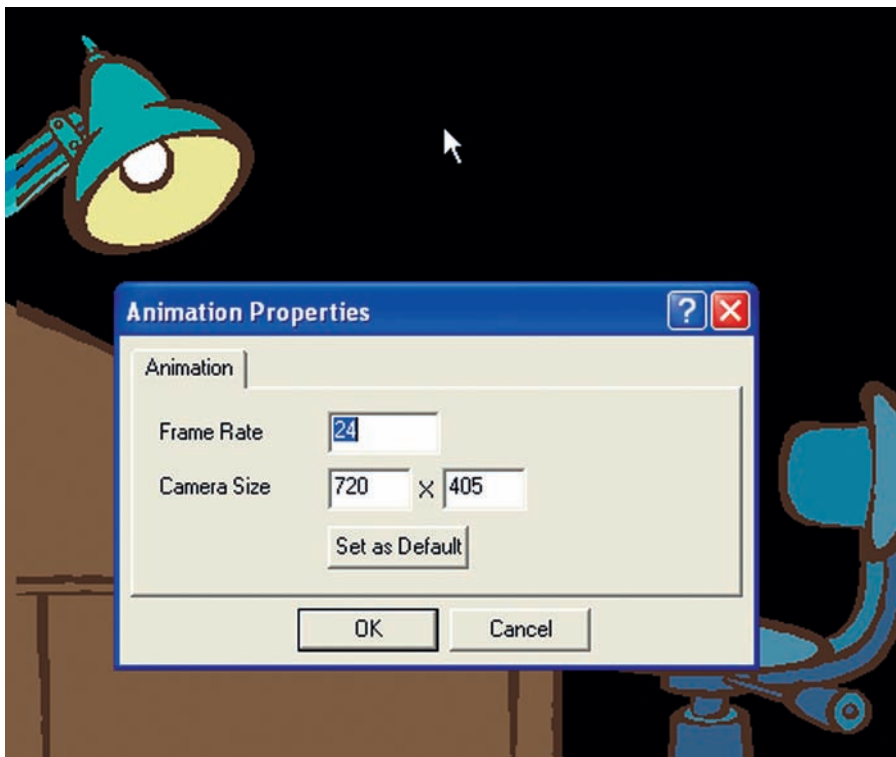 Animation Properties
Animation
Frame Rate 24
Camera Size 720 X 405
Set as Default
OK Cancel